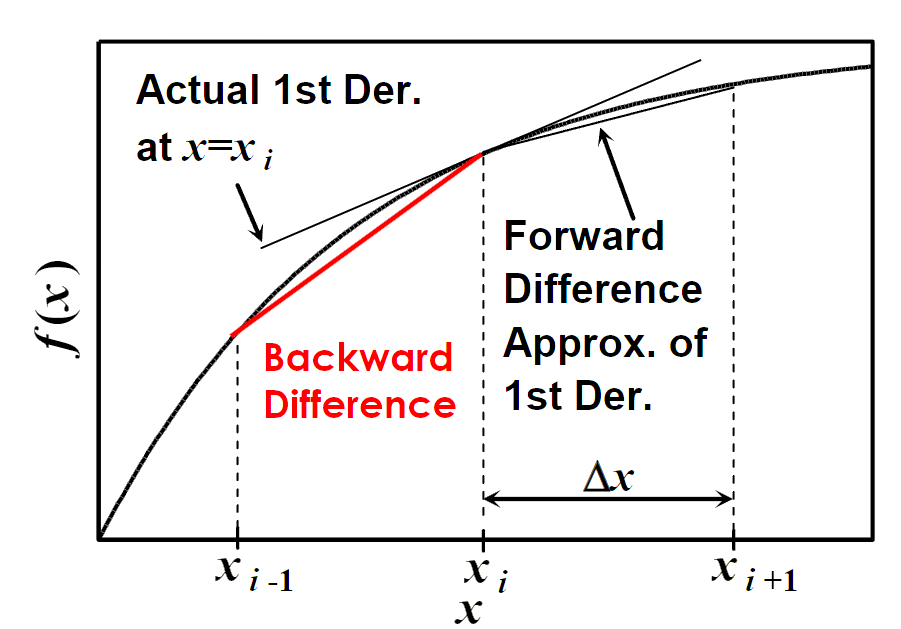 Actual 1st Der.
at x=x i
f(x)
Forward
Difference
Approx. of
1st Der.
Backward
Difference
Δx
x i-1
x i
x i+1
x